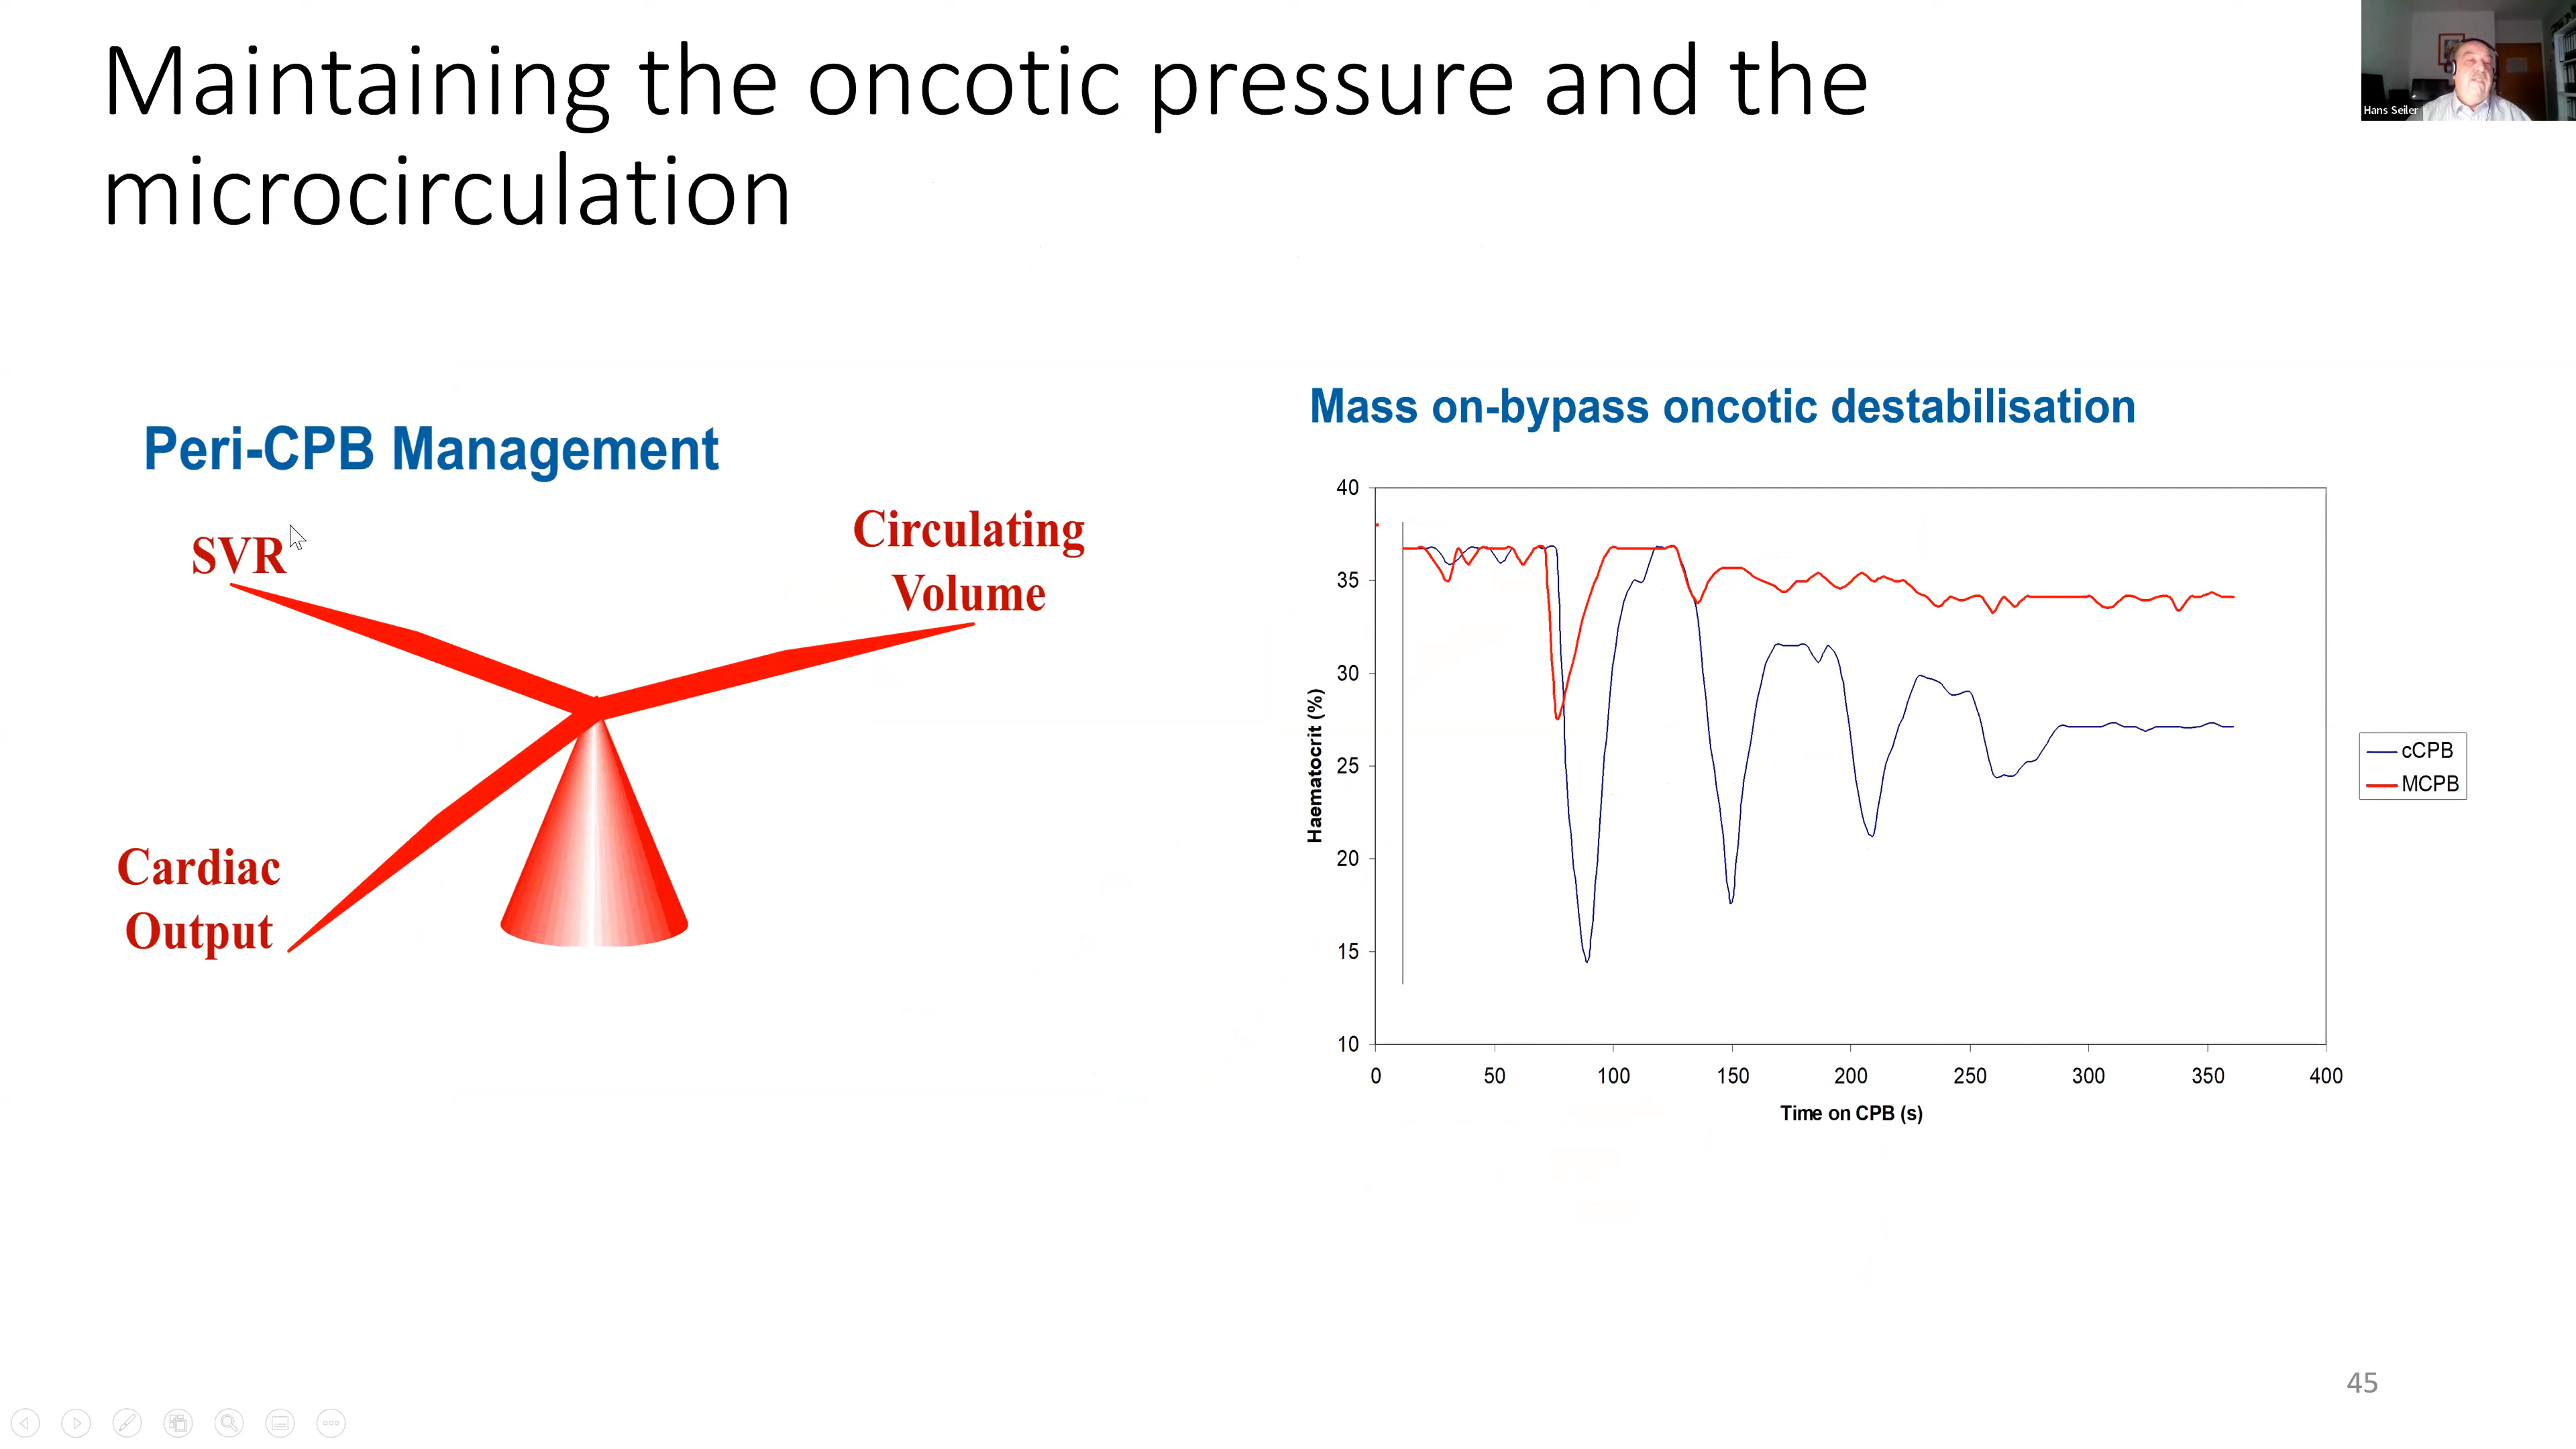 Maintaining the oncotic pressure and the
microcirculation
Hans Seiler
Peri-CPB Management
SVR
Circulating
Volume
Cardiac
Output
Mass on-bypass oncotic destabilisation
Haematocrit (%)
40
35
30
25
20
15
10
0 50 100 150 200 250 300 350 400
Time on CPB (s)
cCPB
MCPB
45